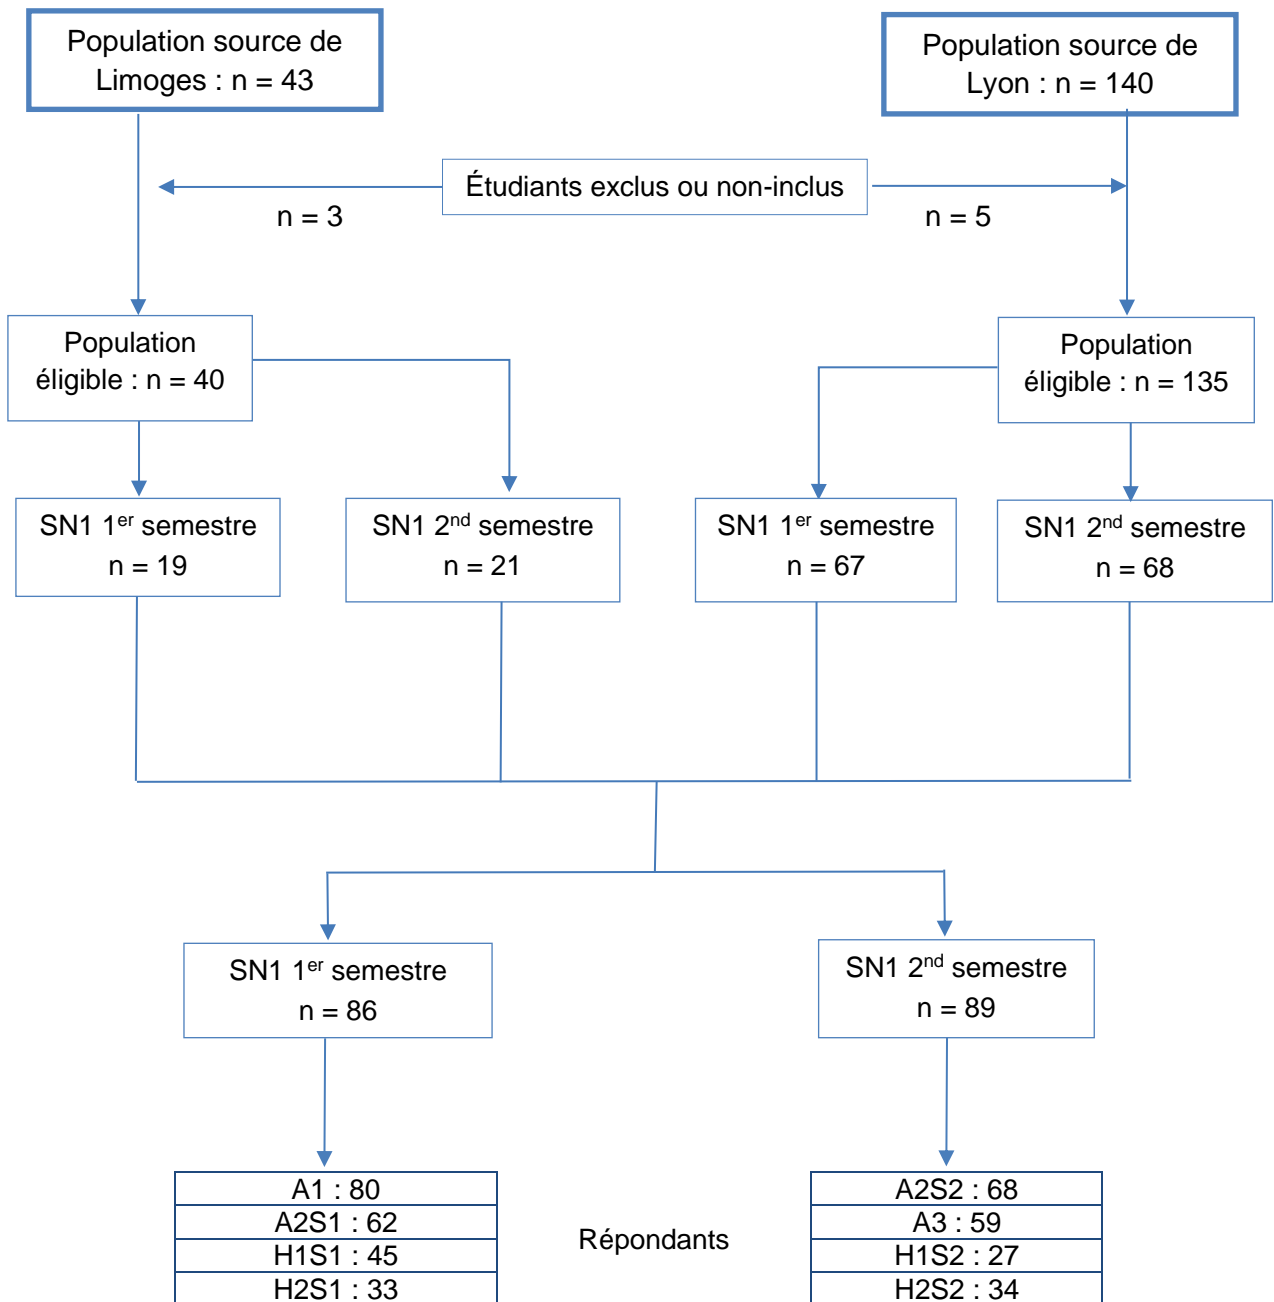 Population source de
Limoges : n = 43
Population source de
Lyon : n = 140
Étudiants exclus ou non-inclus
n = 3
n = 5
Population
éligible : n = 40
Population
éligible : n = 135
SN1 1er semestre
n = 19
SN1 2nd semestre
n = 21
SN1 1er semestre
n = 67
SN1 2nd semestre
n = 68
SN1 1er semestre
n = 86
SN1 2nd semestre
n = 89
A1 : 80
A2S1 : 62
H1S1 : 45
H2S1 : 33
Répondants
A2S2 : 68
A3 : 59
H1S2 : 27
H2S2 : 34